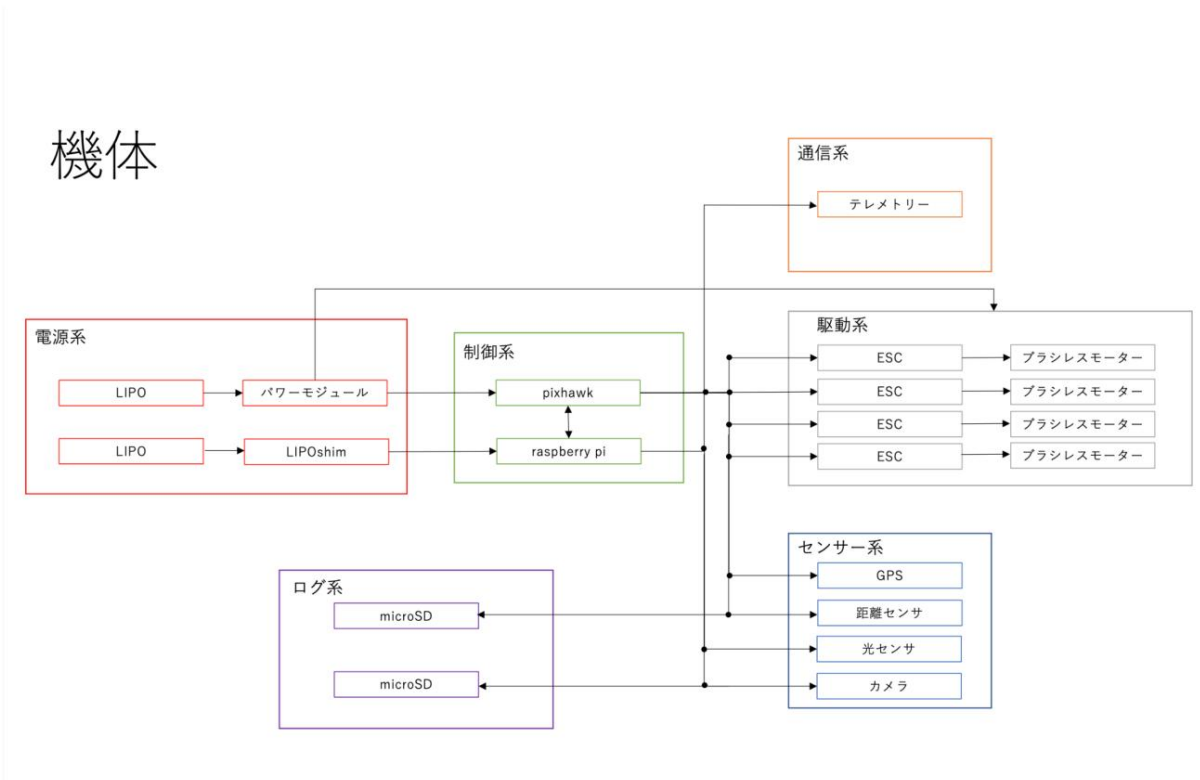 機体
通信系
テレメトリー
電源系
LIPO
パワーモジュール
LIPO
LIPOshim
制御系
pixhawk
raspberry pi
駆動系
ESC
ブラシレスモーター
ESC
ブラシレスモーター
ESC
ブラシレスモーター
ESC
ブラシレスモーター
ログ系
microSD
microSD
センサー系
GPS
距離センサ
光センサ
カメラ